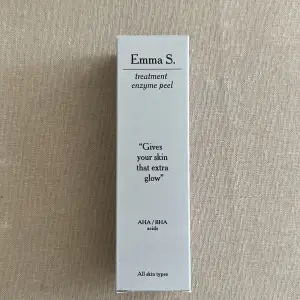 Emma S.
treatment
enzyme peel
“Gives
your skin
that extra
glow”
AHA / BHA
acids
All skin types